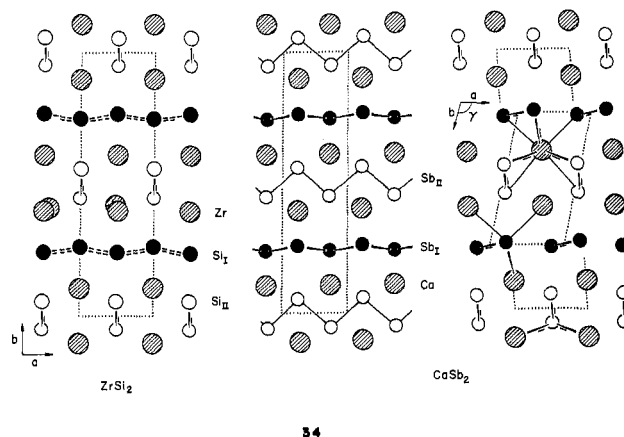 b
a
γ
Sb_II
Zr
Si_I
Sb_I
Ca
Si_II
b
a
ZrSi_2
CaSb_2
34